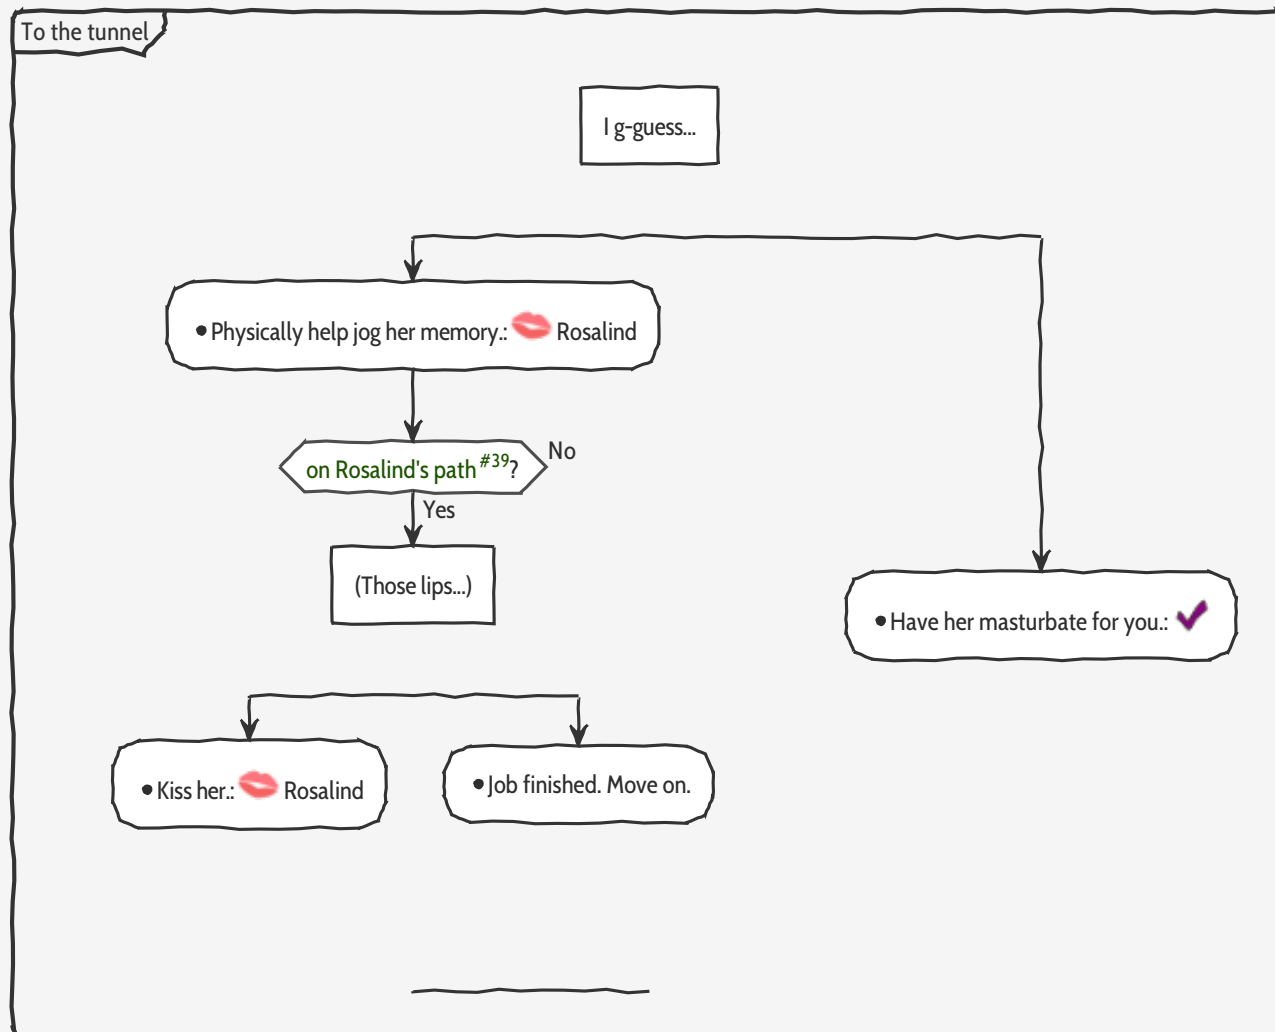 To the tunnel
I g-guess...
•Physically help jog her memory.: Rosalind
on Rosalind's path #39?
No
Yes
(Those lips...)
•Have her masturbate for you.:
•Kiss her.: Rosalind
•Job finished. Move on.